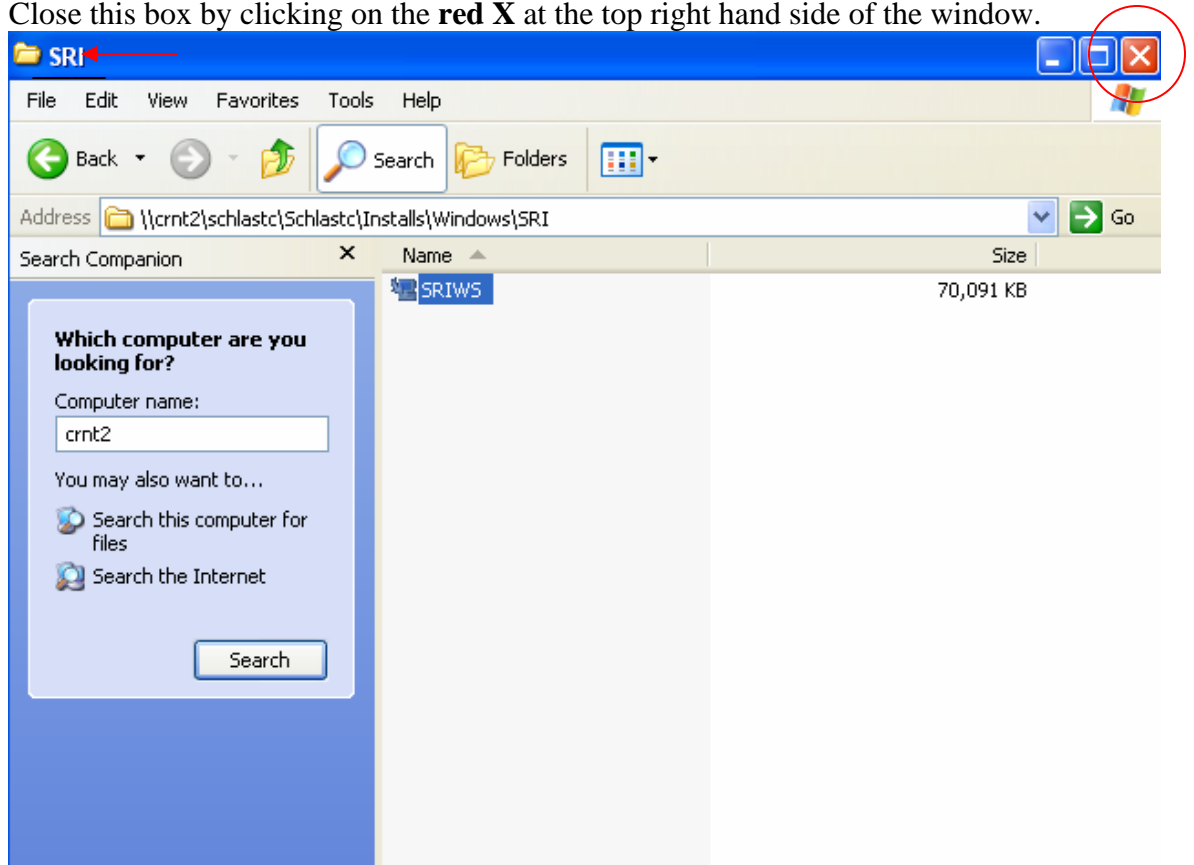 Close this box by clicking on the red X at the top right hand side of the window.
SRI
File Edit View Favorites Tools Help
Back Search Folders
Address \\crnt2\schlastc\Schlastc\Installs\Windows\SRI Go
Search Companion Name Size
SRIWS 70,091 KB
Which computer are you
looking for?
Computer name:
crnt2
You may also want to...
Search this computer for
files
Search the Internet
Search